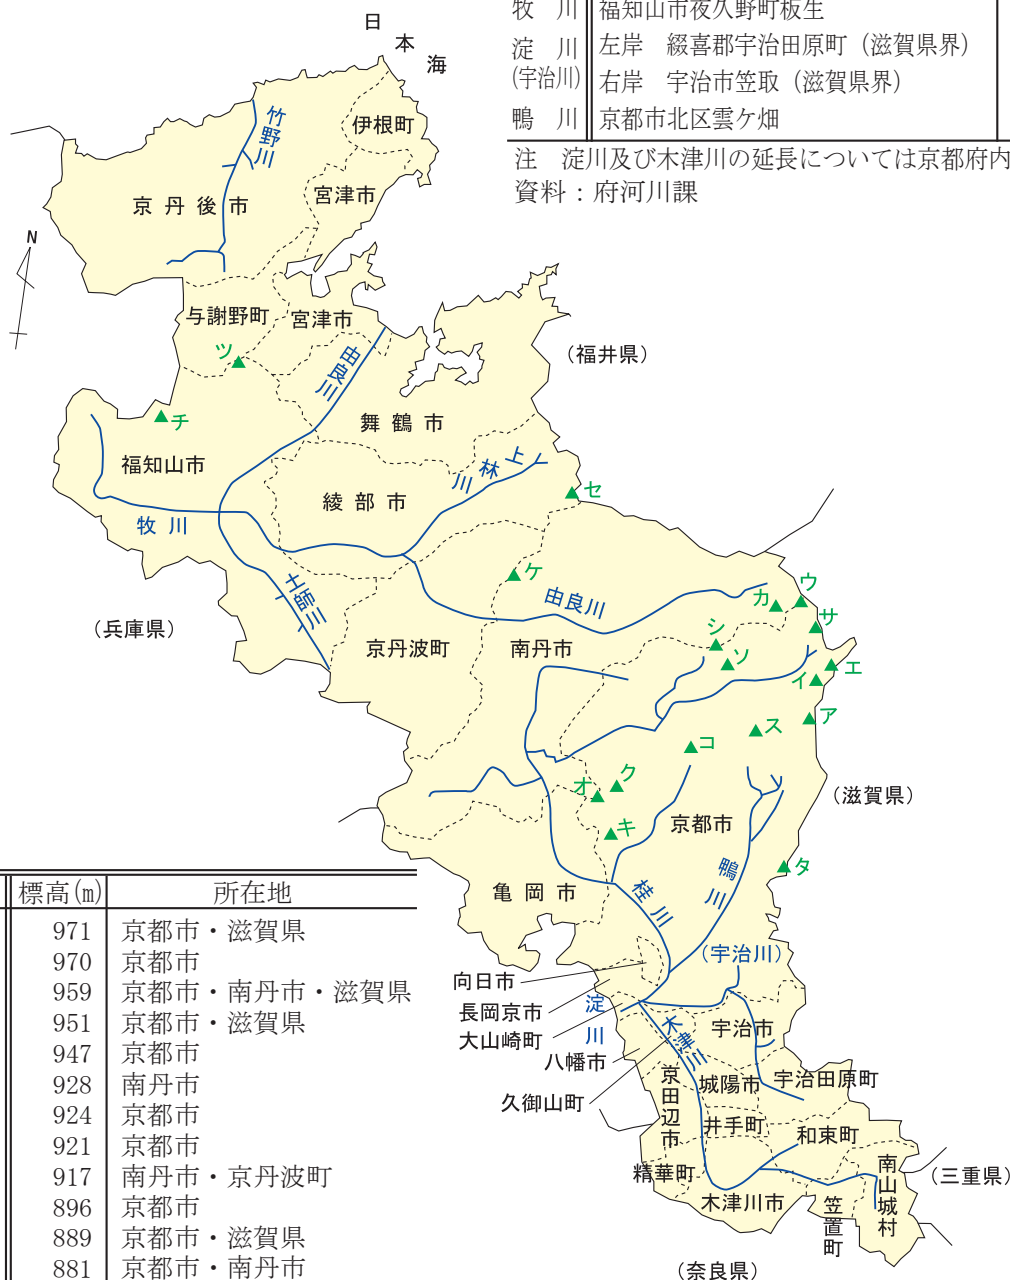 牧　川　福知山市夜久野町板生
淀　川　左岸　綴喜郡宇治田原町（滋賀県界）
(宇治川)　右岸　宇治市笠取（滋賀県界）
鴨　川　京都市北区雲ケ畑
注　淀川及び木津川の延長については京都府内
資料：府河川課
日本海
N
竹野川
伊根町
宮津市
京丹後市
与謝野町
宮津市
ツ
由良川
（福井県）
チ
舞鶴市
福知山市
上林川
綾部市
セ
牧川
ケ
土師川
由良川
カ
ウ
サ
（兵庫県）
京丹波町
南丹市
シ
ソ
エ
イ
ア
ス
コ
ク
オ
キ
（滋賀県）
京都市
タ
鴨川
桂川
亀岡市
（宇治川）
向日市
長岡京市
淀川
大山崎町
木津川
宇治市
八幡市
久御山町
京田辺市
城陽市
宇治田原町
井手町
和束町
精華町
南山城村
（三重県）
木津川市
笠置町
（奈良県）
標高(m)　所在地
971　京都市・滋賀県
970　京都市
959　京都市・南丹市・滋賀県
951　京都市・滋賀県
947　京都市
928　南丹市
924　京都市
921　京都市
917　南丹市・京丹波町
896　京都市
889　京都市・滋賀県
881　京都市・南丹市